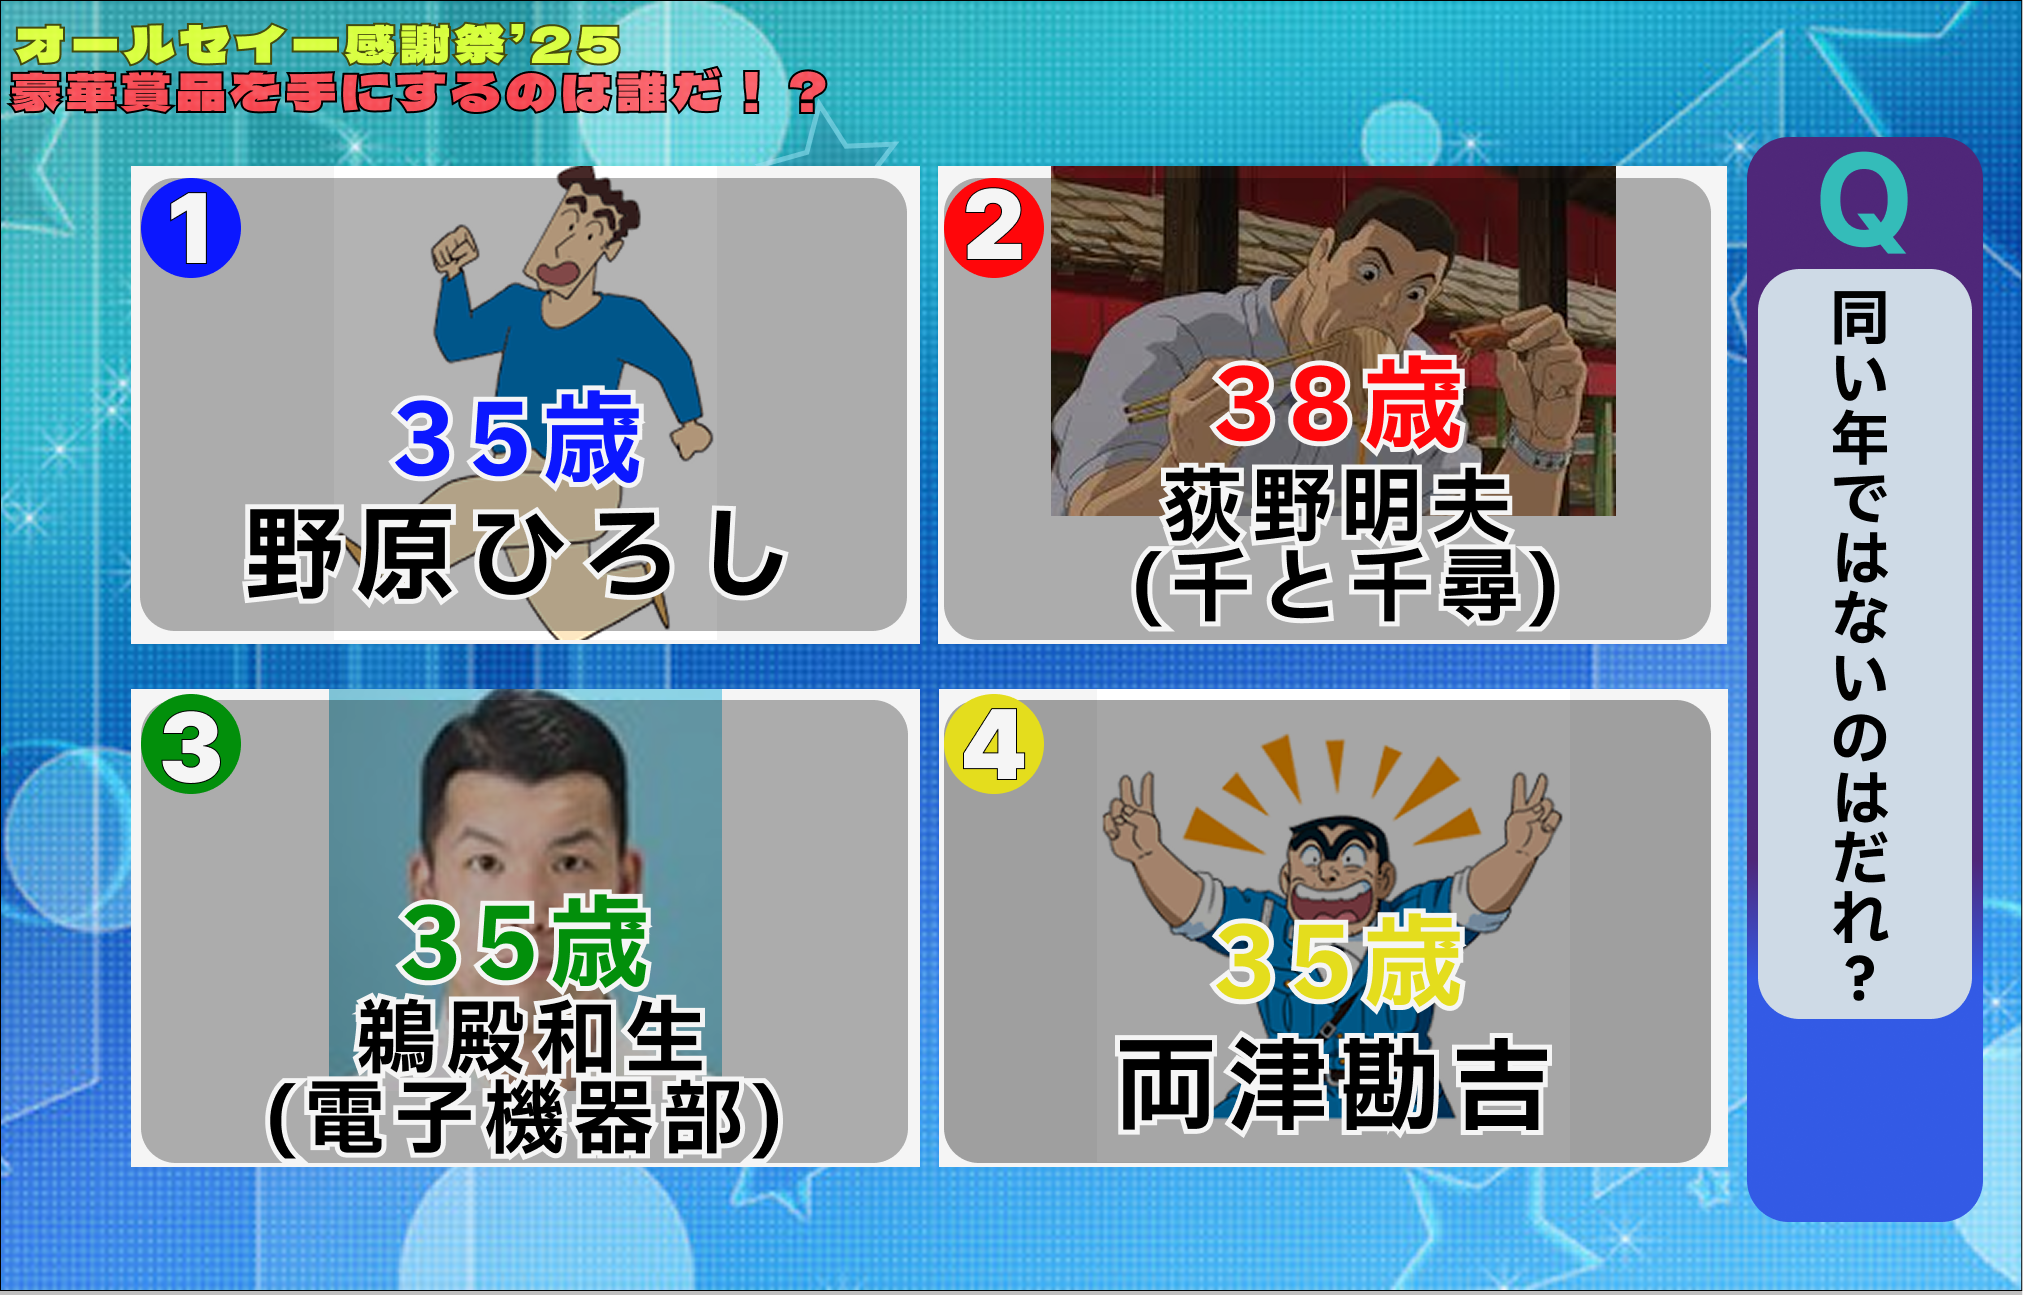 オールセイー感謝祭’25
豪華賞品を手にするのは誰だ！？
Q
同い年ではないのはだれ？
1
35歳
野原ひろし
2
38歳
荻野明夫
(千と千尋)
3
35歳
鵜殿和生
(電子機器部)
4
35歳
両津勘吉